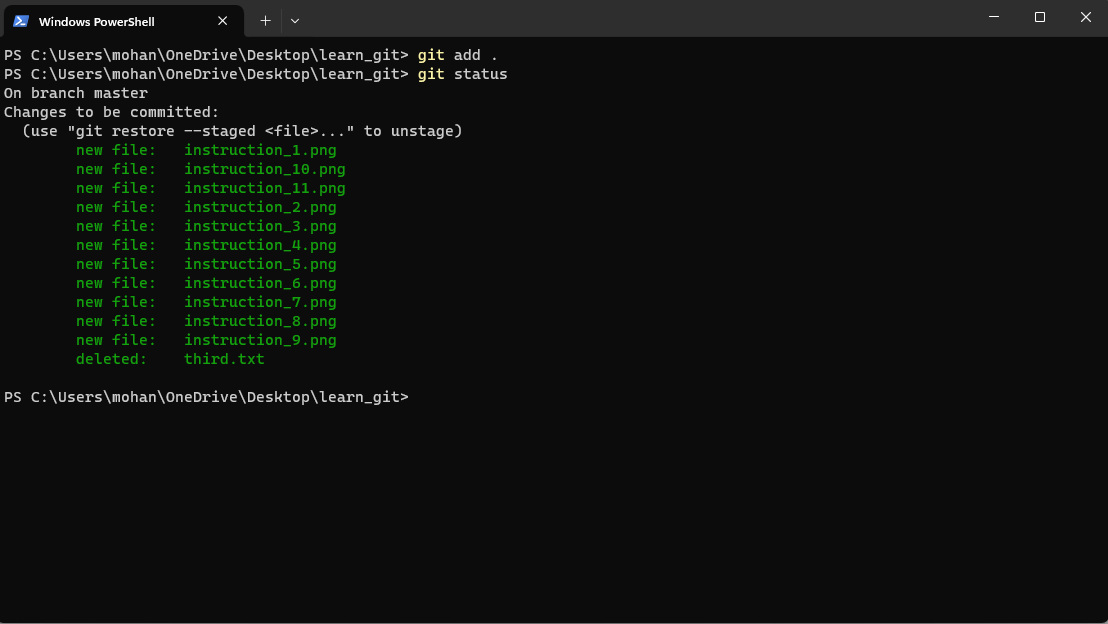 Windows PowerShell
PS C:\Users\mohan\OneDrive\Desktop\learn_git> git add .
PS C:\Users\mohan\OneDrive\Desktop\learn_git> git status
On branch master
Changes to be committed:
  (use "git restore --staged <file>..." to unstage)
        new file:   instruction_1.png
        new file:   instruction_10.png
        new file:   instruction_11.png
        new file:   instruction_2.png
        new file:   instruction_3.png
        new file:   instruction_4.png
        new file:   instruction_5.png
        new file:   instruction_6.png
        new file:   instruction_7.png
        new file:   instruction_8.png
        new file:   instruction_9.png
        deleted:    third.txt
PS C:\Users\mohan\OneDrive\Desktop\learn_git>